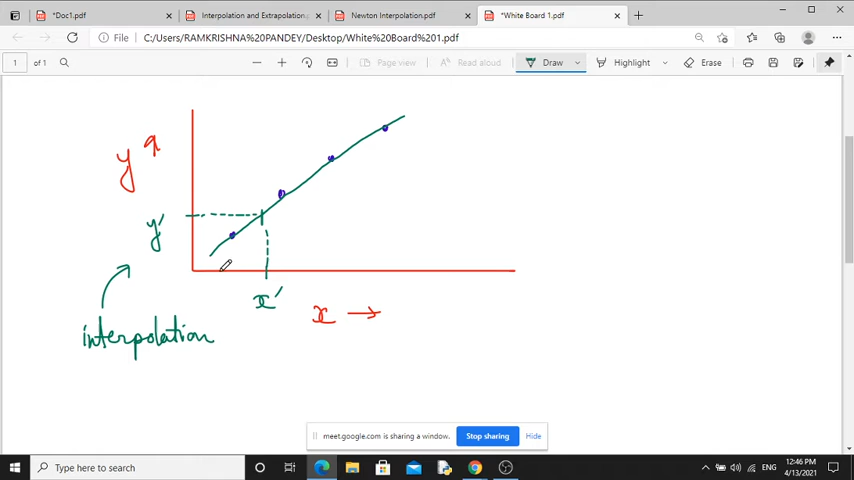 *Doc1.pdf
Interpolation and Extrapolation.
Newton Interpolation.pdf
*White Board 1.pdf
File C:/Users/RAMKRISHNA%20PANDEY/Desktop/White%20Board%201.pdf
1 of 1
Page view
Read aloud
Draw
Highlight
Erase
y
y′
x′
x →
interpolation
meet.google.com is sharing a window.
Stop sharing
Hide
Type here to search
ENG
12:46 PM
4/13/2021